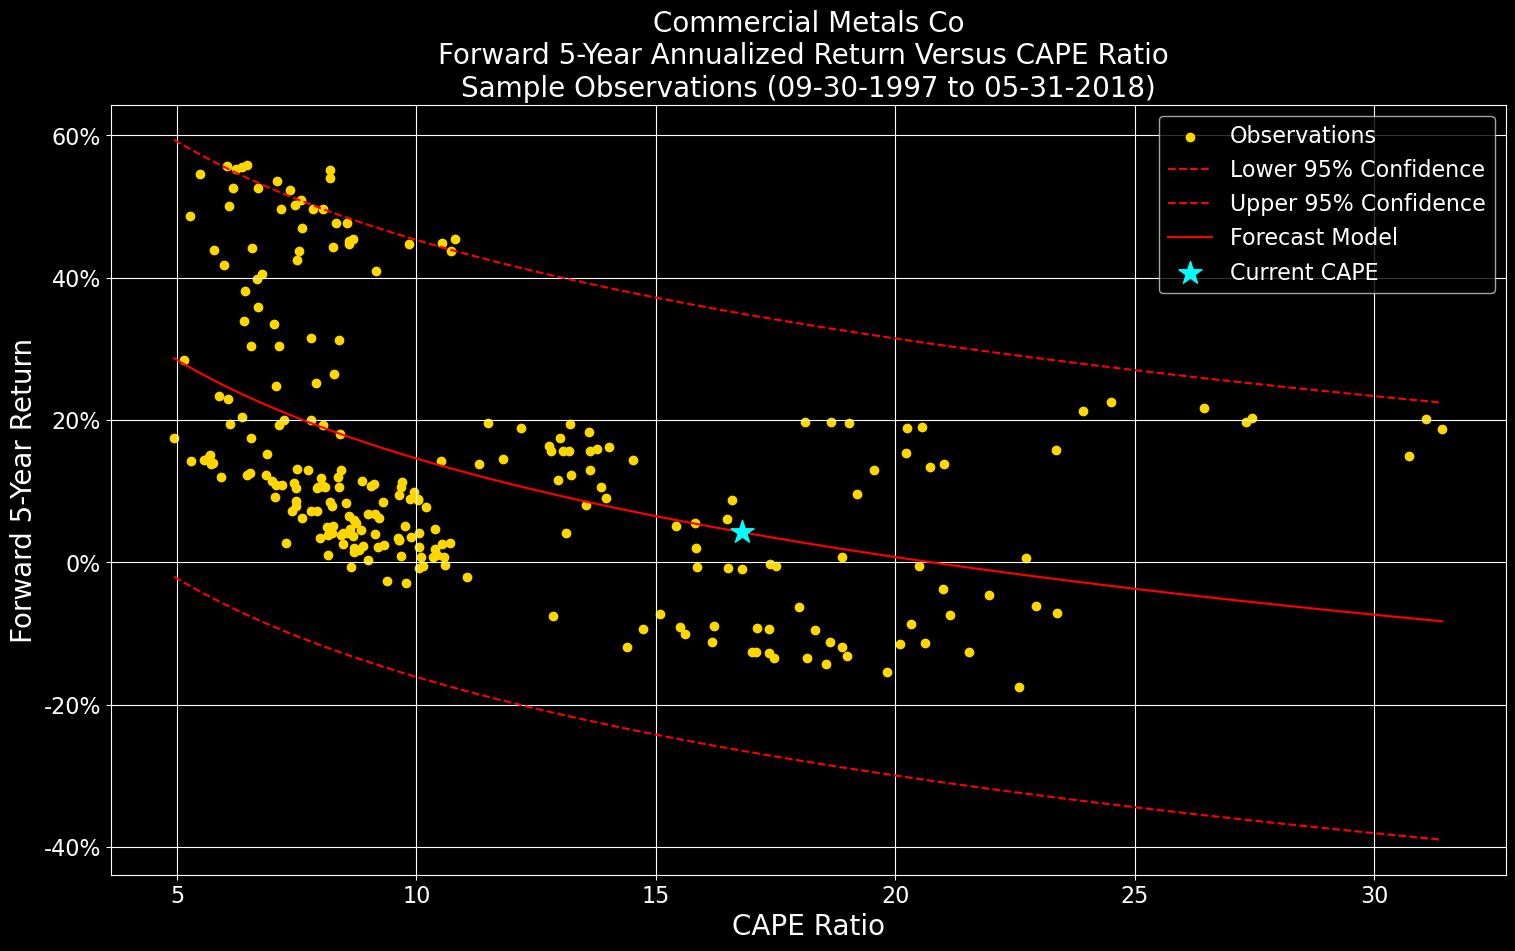 Commercial Metals Co
Forward 5-Year Annualized Return Versus CAPE Ratio
Sample Observations (09-30-1997 to 05-31-2018)
Observations
Lower 95% Confidence
Upper 95% Confidence
Forecast Model
Current CAPE
Forward 5-Year Return
60%
40%
20%
0%
-20%
-40%
5 10 15 20 25 30
CAPE Ratio